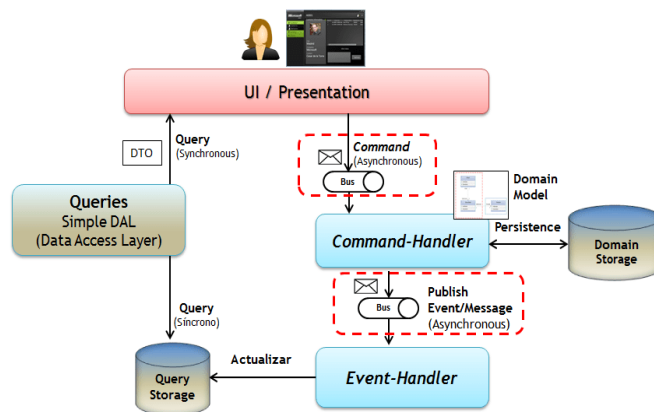 UI / Presentation
DTO
Query
(Synchronous)
Command
(Asynchronous)
Bus
Domain
Model
Queries
Simple DAL
(Data Access Layer)
Command-Handler
Persistence
Domain
Storage
Query
(Síncrono)
Bus
Publish
Event/Message
(Asynchronous)
Query
Storage
Actualizar
Event-Handler